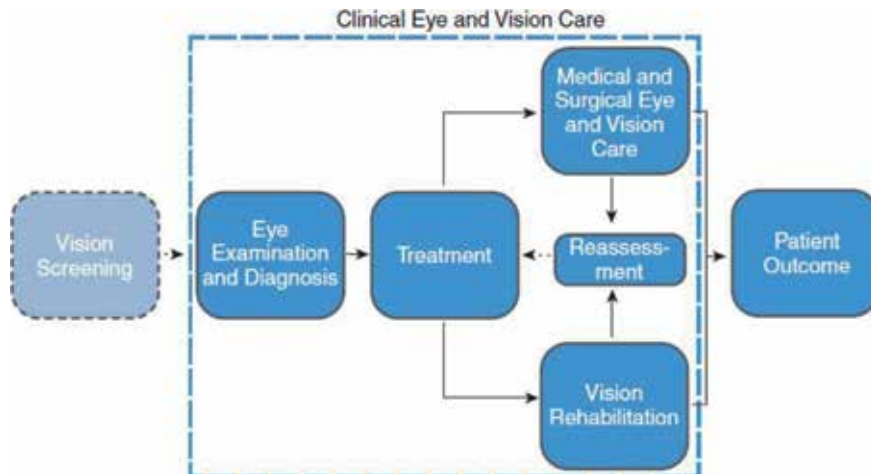 Clinical Eye and Vision Care
Medical and
Surgical Eye
and Vision
Care
Vision
Screening
Eye
Examination
and Diagnosis
Treatment
Reassess-
ment
Patient
Outcome
Vision
Rehabilitation